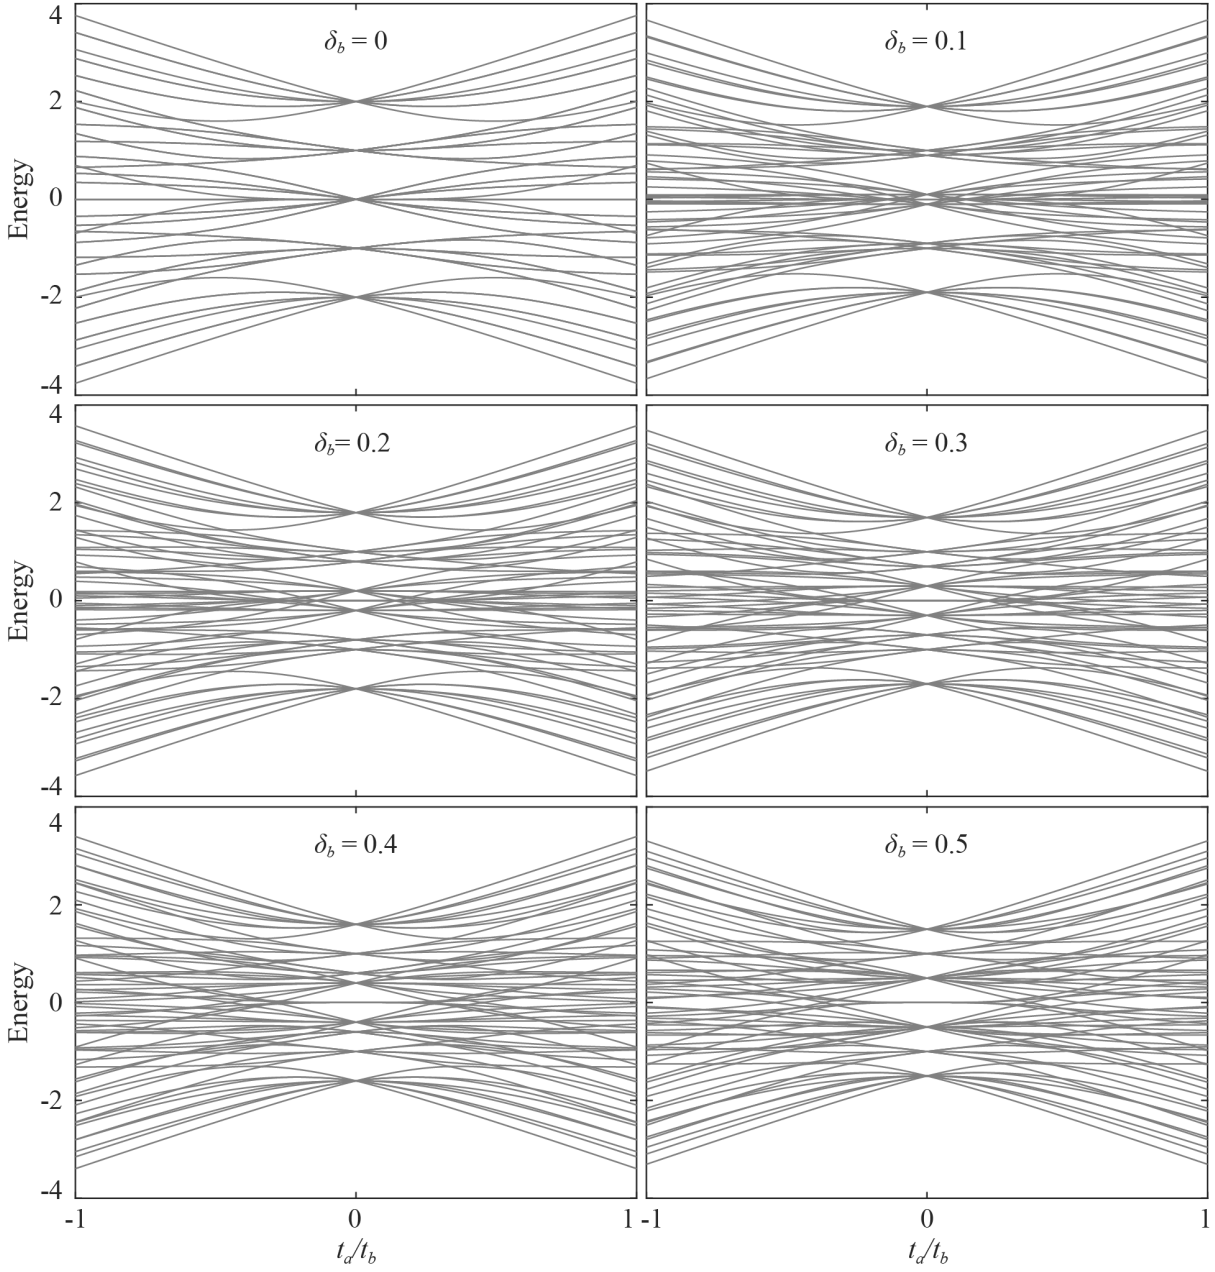 4
δb = 0
δb = 0.1
2
Energy
0
-2
-4
4
δb= 0.2
δb = 0.3
2
Energy
0
-2
-4
4
δb = 0.4
δb = 0.5
2
Energy
0
-2
-4
-1 0 1 -1 0 1
ta/tb ta/tb